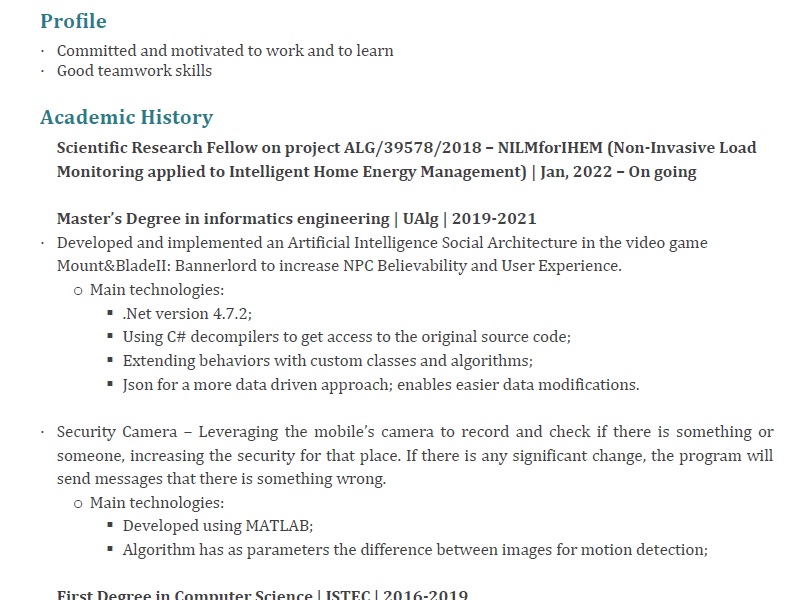 Profile
· Committed and motivated to work and to learn
· Good teamwork skills
Academic History
Scientific Research Fellow on project ALG/39578/2018 – NILMforIHEM (Non-Invasive Load
Monitoring applied to Intelligent Home Energy Management) | Jan, 2022 – On going
Master's Degree in informatics engineering | UAlg | 2019-2021
· Developed and implemented an Artificial Intelligence Social Architecture in the video game
Mount&BladeII: Bannerlord to increase NPC Believability and User Experience.
o Main technologies:
▪ .Net version 4.7.2;
▪ Using C# decompilers to get access to the original source code;
▪ Extending behaviors with custom classes and algorithms;
▪ Json for a more data driven approach; enables easier data modifications.
· Security Camera – Leveraging the mobile's camera to record and check if there is something or
someone, increasing the security for that place. If there is any significant change, the program will
send messages that there is something wrong.
o Main technologies:
▪ Developed using MATLAB;
▪ Algorithm has as parameters the difference between images for motion detection;
First Degree in Computer Science | ISTEC | 2016-2019